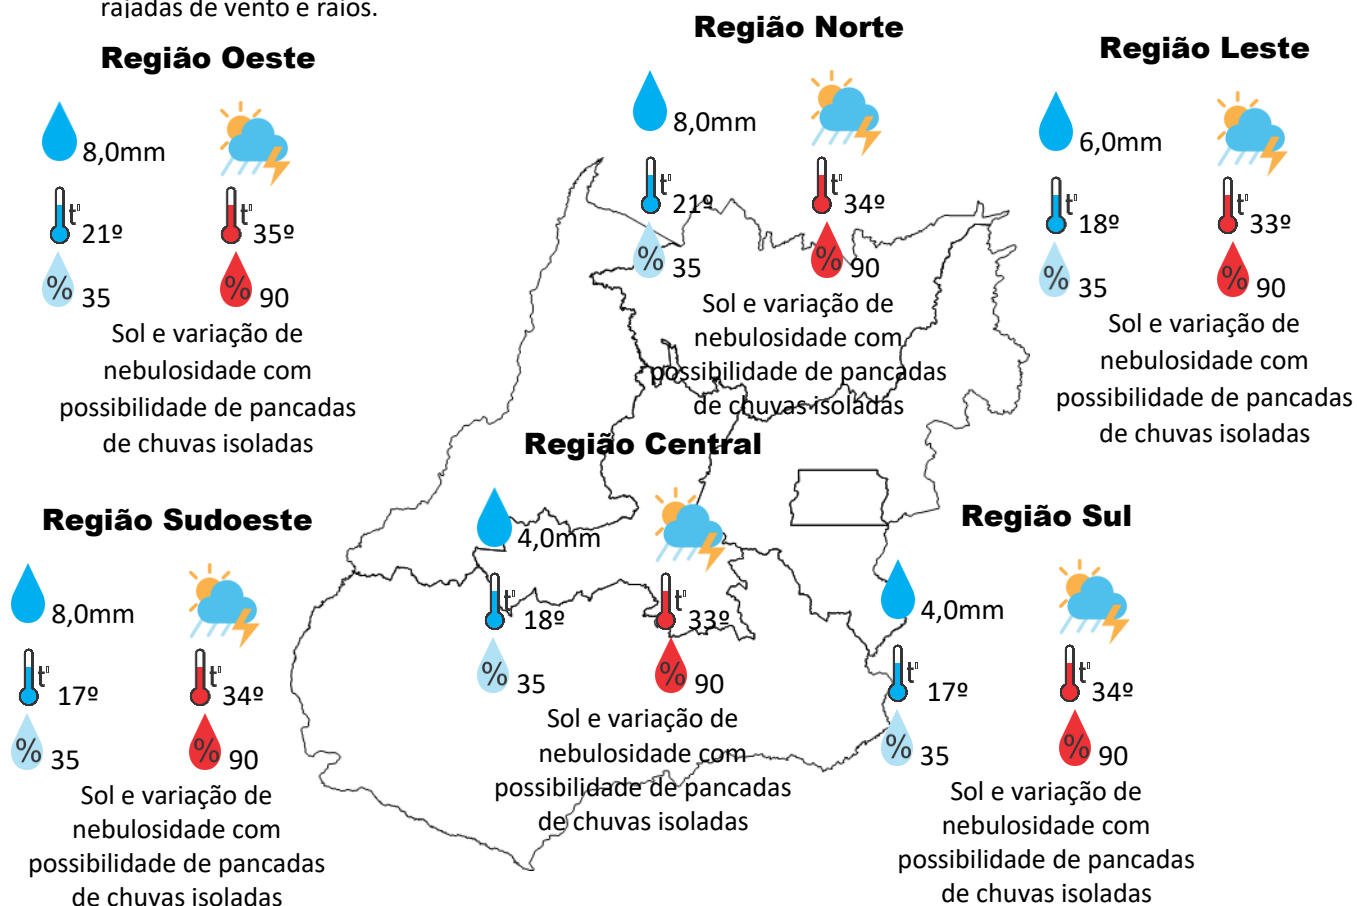 rajadas de vento e raios.
Região Oeste
8,0mm
t°
21º
t°
35º
%
35
%
90
Sol e variação de
nebulosidade com
possibilidade de pancadas
de chuvas isoladas
Região Norte
8,0mm
t°
21º
t°
34º
%
35
%
90
Sol e variação de
nebulosidade com
possibilidade de pancadas
de chuvas isoladas
Região Leste
6,0mm
t°
18º
t°
33º
%
35
%
90
Sol e variação de
nebulosidade com
possibilidade de pancadas
de chuvas isoladas
Região Sudoeste
8,0mm
t°
17º
t°
34º
%
35
%
90
Sol e variação de
nebulosidade com
possibilidade de pancadas
de chuvas isoladas
Região Central
4,0mm
t°
18º
t°
33º
%
35
%
90
Sol e variação de
nebulosidade com
possibilidade de pancadas
de chuvas isoladas
Região Sul
4,0mm
t°
17º
t°
34º
%
35
%
90
Sol e variação de
nebulosidade com
possibilidade de pancadas
de chuvas isoladas